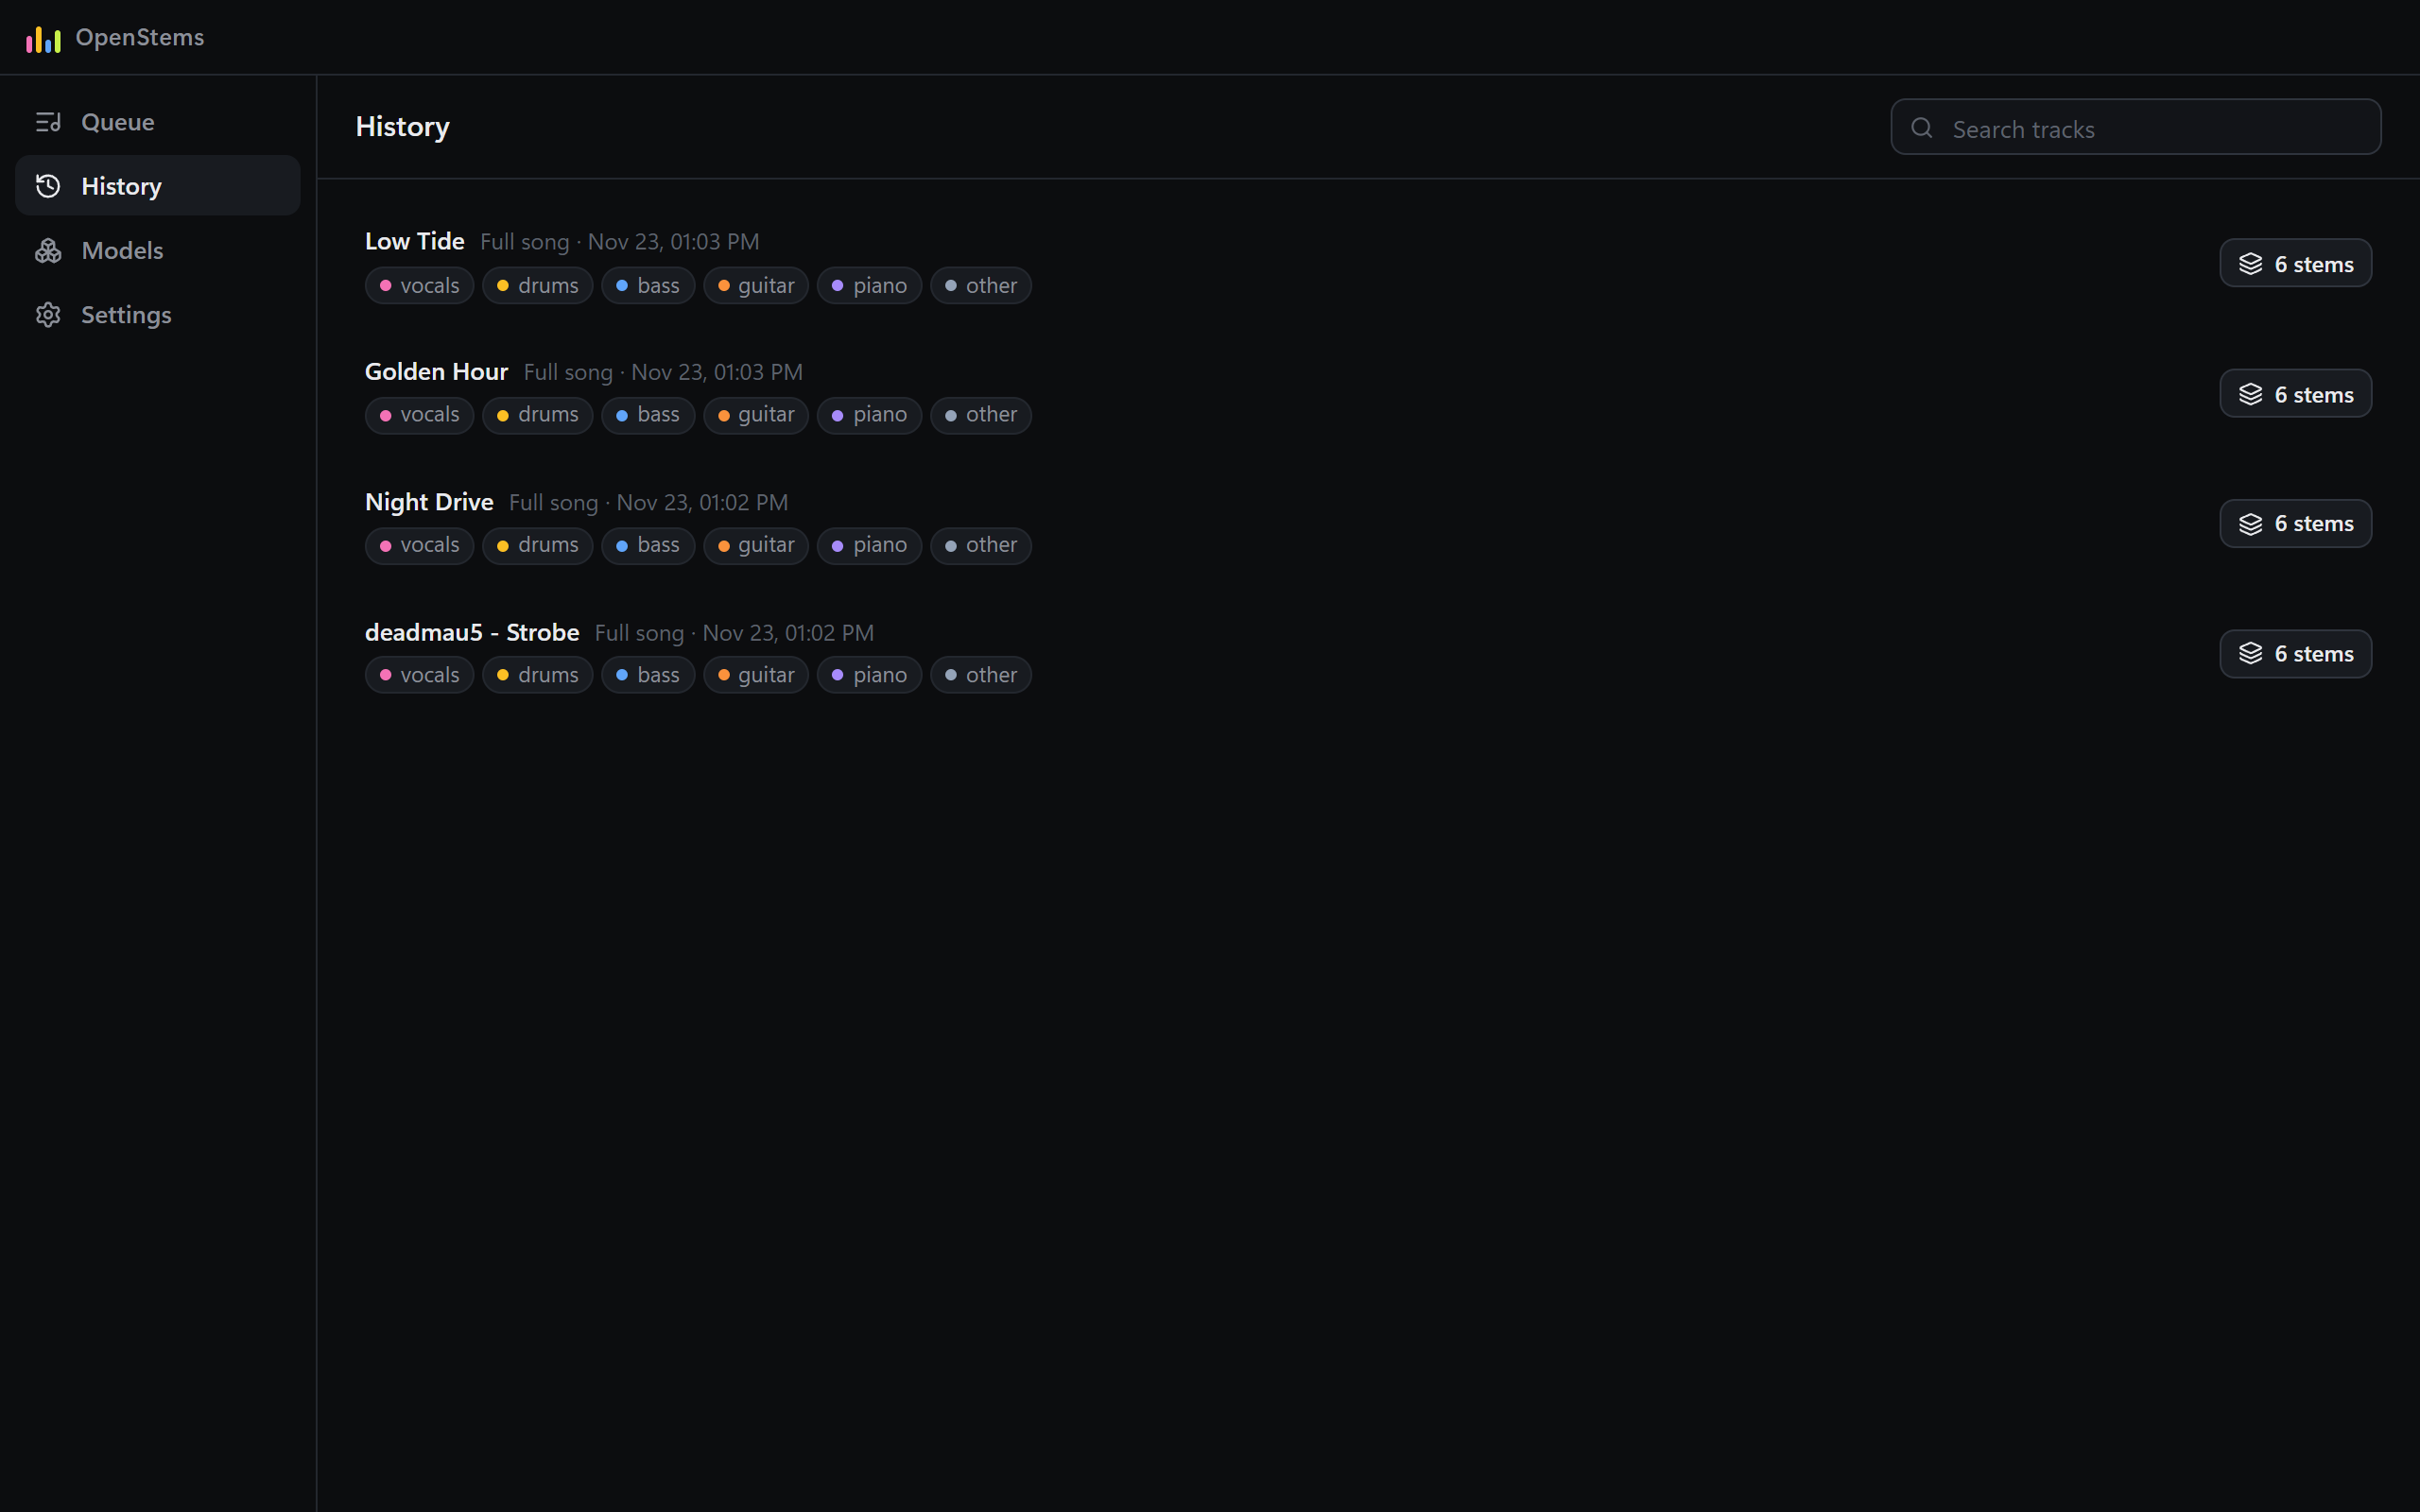 OpenStems
Queue
History
Models
Settings
History
Search tracks
Low Tide Full song · Nov 23, 01:03 PM
vocals drums bass guitar piano other
6 stems
Golden Hour Full song · Nov 23, 01:03 PM
vocals drums bass guitar piano other
6 stems
Night Drive Full song · Nov 23, 01:02 PM
vocals drums bass guitar piano other
6 stems
deadmau5 - Strobe Full song · Nov 23, 01:02 PM
vocals drums bass guitar piano other
6 stems